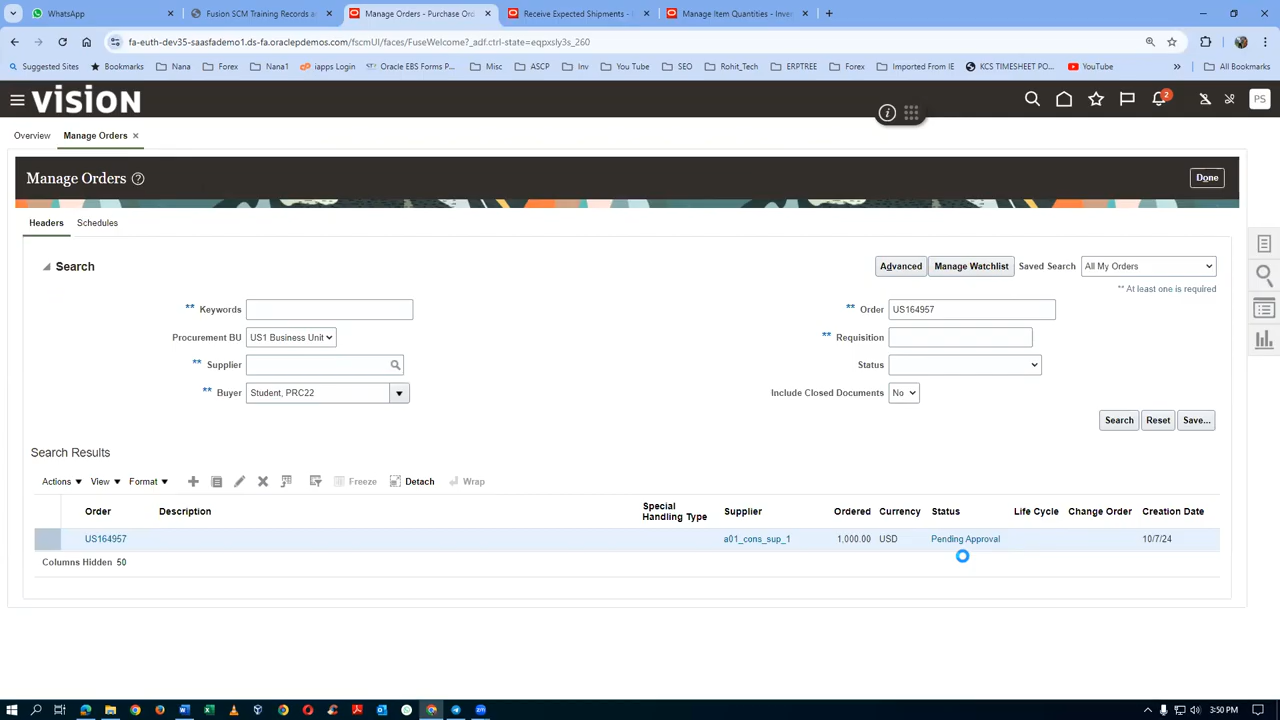 WhatsApp
Fusion SCM Training Records a
Manage Orders - Purchase Ord
Receive Expected Shipments - I
Manage Item Quantities - Inven
fa-euth-dev35-saasfademo1.ds-fa.oraclepdemos.com/fscmUI/faces/FuseWelcome?_adf.ctrl-state=eqpxsly3s_260
Suggested Sites
Bookmarks
Nana
Forex
Nana1
iapps Login
Oracle EBS Forms P...
Misc
ASCP
Inv
You Tube
SEO
Rohit_Tech
ERPTREE
Forex
Imported From IE
KCS TIMESHEET PO...
YouTube
All Bookmarks
VISION
2
PS
Overview
Manage Orders
Manage Orders
Done
Headers
Schedules
Search
Advanced
Manage Watchlist
Saved Search
All My Orders
** At least one is required
** Keywords
** Order
US164957
Procurement BU
US1 Business Unit
** Requisition
** Supplier
Status
** Buyer
Student, PRC22
Include Closed Documents
No
Search
Reset
Save...
Search Results
Actions
View
Format
Freeze
Detach
Wrap
Order
Description
Special Handling Type
Supplier
Ordered
Currency
Status
Life Cycle
Change Order
Creation Date
US164957
a01_cons_sup_1
1,000.00
USD
Pending Approval
10/7/24
Columns Hidden 50
3:50 PM